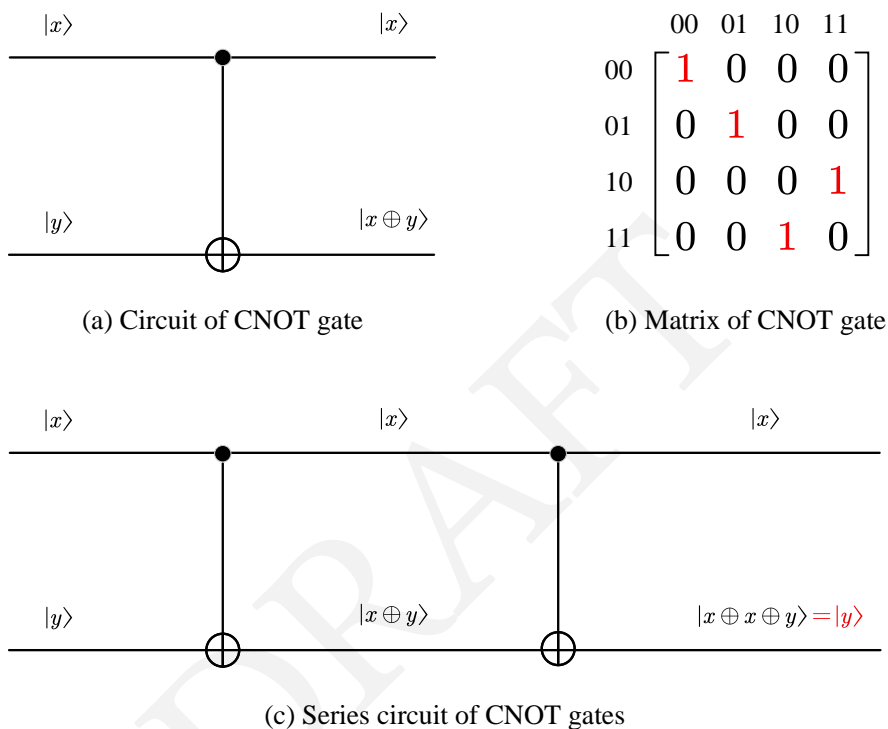 |x⟩ |x⟩
|y⟩ |x ⊕ y⟩
(a) Circuit of CNOT gate
00 01 10 11
00 1 0 0 0
01 0 1 0 0
10 0 0 0 1
11 0 0 1 0
(b) Matrix of CNOT gate
|x⟩ |x⟩ |x⟩
|y⟩ |x ⊕ y⟩ |x ⊕ x ⊕ y⟩=|y⟩
(c) Series circuit of CNOT gates
DRAFT